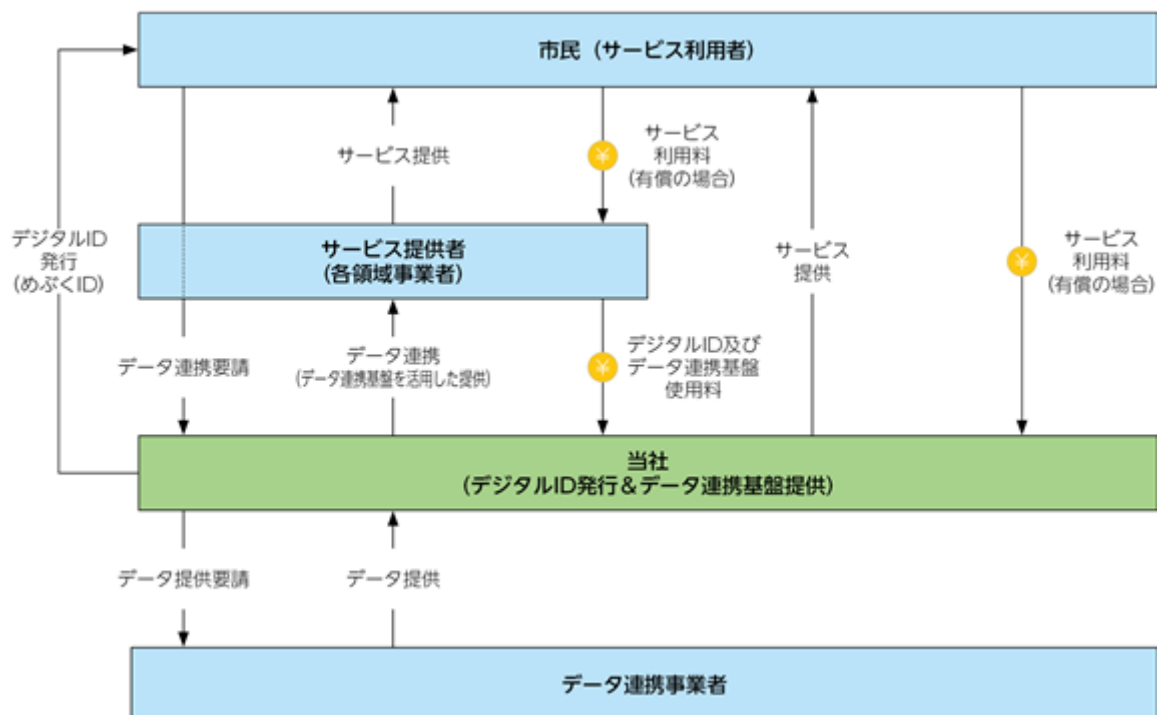 市民（サービス利用者）
サービス提供
¥
サービス
利用料
(有償の場合)
デジタルID
発行
(めぶくID)
サービス提供者
(各領域事業者)
サービス
提供
¥
サービス
利用料
(有償の場合)
データ連携要請
データ連携
(データ連携基盤を活用した提供)
¥
デジタルID及び
データ連携基盤
使用料
当社
(デジタルID発行＆データ連携基盤提供)
データ提供要請
データ提供
データ連携事業者